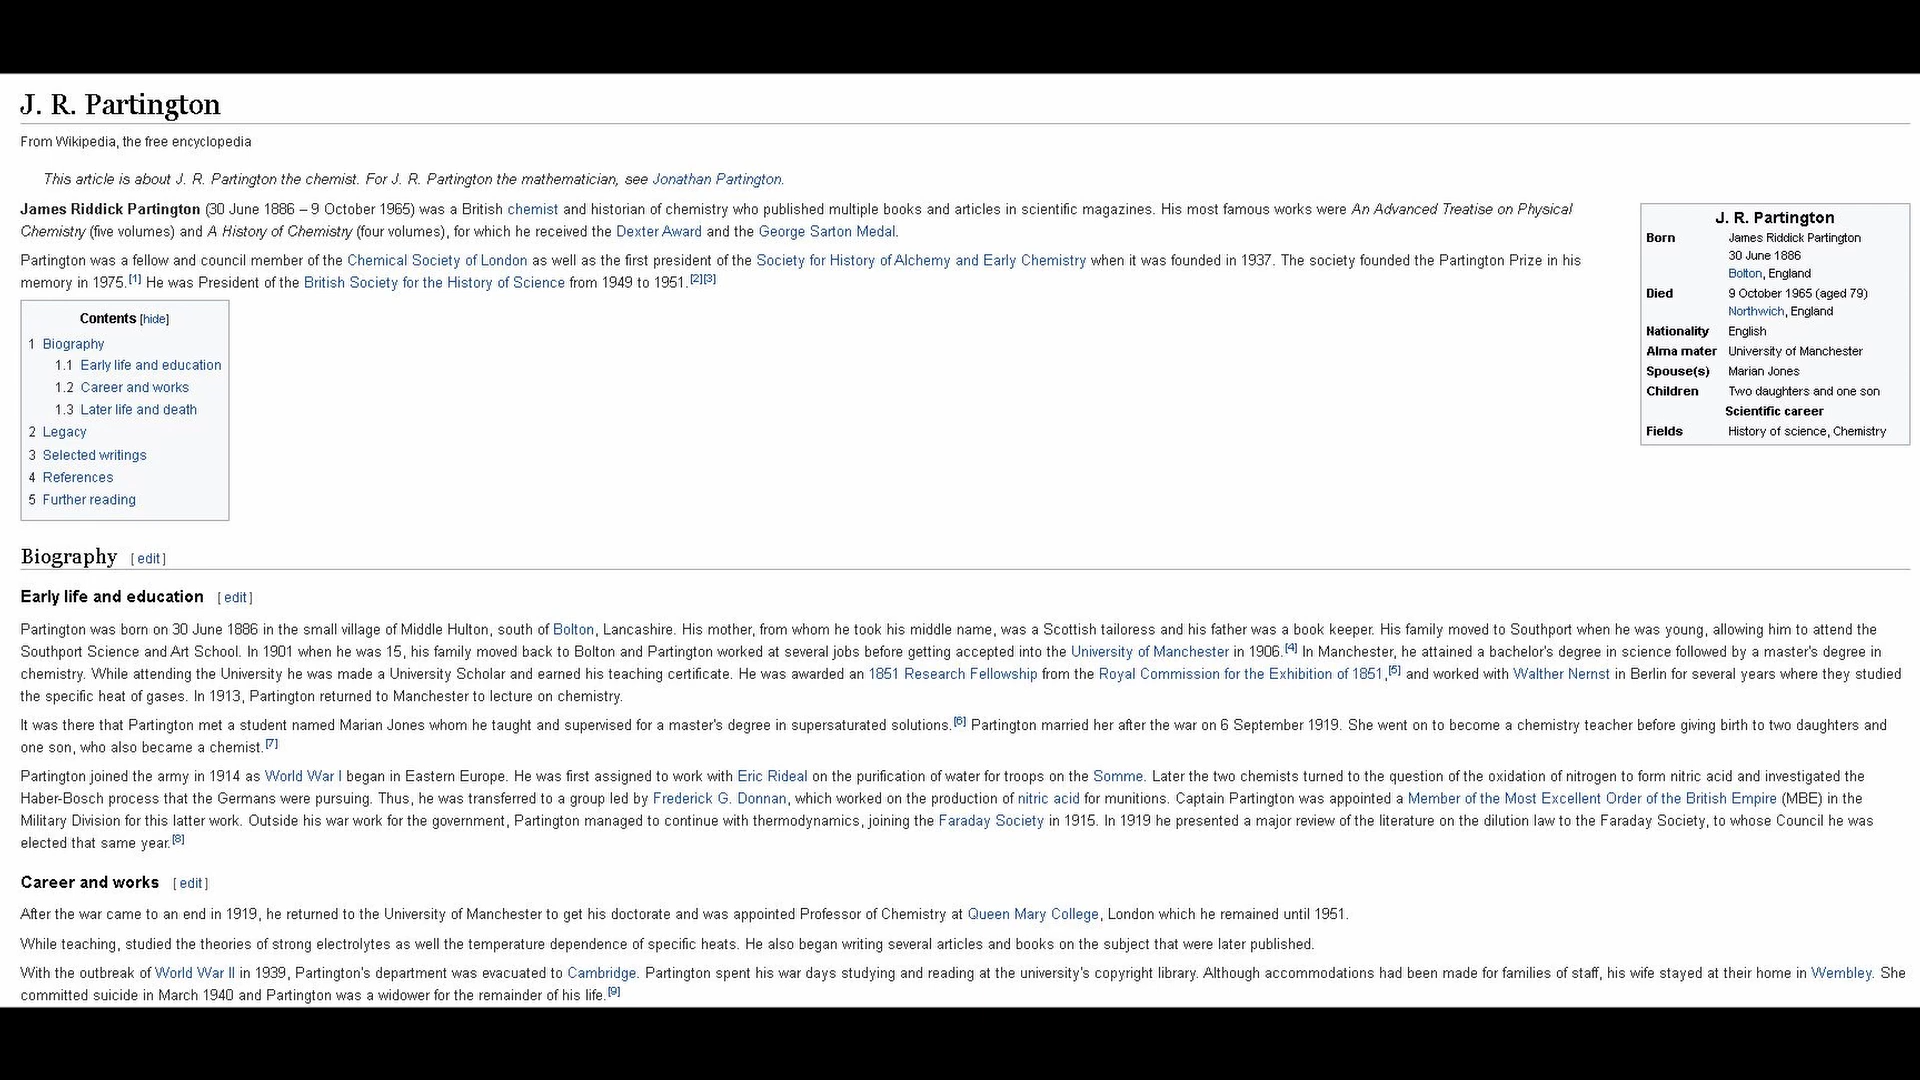 J. R. Partington
From Wikipedia, the free encyclopedia
This article is about J. R. Partington the chemist. For J. R. Partington the mathematician, see Jonathan Partington.
James Riddick Partington (30 June 1886 – 9 October 1965) was a British chemist and historian of chemistry who published multiple books and articles in scientific magazines. His most famous works were An Advanced Treatise on Physical
Chemistry (five volumes) and A History of Chemistry (four volumes), for which he received the Dexter Award and the George Sarton Medal.
Partington was a fellow and council member of the Chemical Society of London as well as the first president of the Society for History of Alchemy and Early Chemistry when it was founded in 1937. The society founded the Partington Prize in his
memory in 1975.[1] He was President of the British Society for the History of Science from 1949 to 1951.[2][3]
J. R. Partington
Born James Riddick Partington
30 June 1886
Bolton, England
Died 9 October 1965 (aged 79)
Northwich, England
Nationality English
Alma mater University of Manchester
Spouse(s) Marian Jones
Children Two daughters and one son
Scientific career
Fields History of science, Chemistry
Contents [hide]
1 Biography
1.1 Early life and education
1.2 Career and works
1.3 Later life and death
2 Legacy
3 Selected writings
4 References
5 Further reading
Biography [ edit ]
Early life and education [ edit ]
Partington was born on 30 June 1886 in the small village of Middle Hulton, south of Bolton, Lancashire. His mother, from whom he took his middle name, was a Scottish tailoress and his father was a book keeper. His family moved to Southport when he was young, allowing him to attend the
Southport Science and Art School. In 1901 when he was 15, his family moved back to Bolton and Partington worked at several jobs before getting accepted into the University of Manchester in 1906.[4] In Manchester, he attained a bachelor's degree in science followed by a master's degree in
chemistry. While attending the University he was made a University Scholar and earned his teaching certificate. He was awarded an 1851 Research Fellowship from the Royal Commission for the Exhibition of 1851,[5] and worked with Walther Nernst in Berlin for several years where they studied
the specific heat of gases. In 1913, Partington returned to Manchester to lecture on chemistry.
It was there that Partington met a student named Marian Jones whom he taught and supervised for a master's degree in supersaturated solutions.[6] Partington married her after the war on 6 September 1919. She went on to become a chemistry teacher before giving birth to two daughters and
one son, who also became a chemist.[7]
Partington joined the army in 1914 as World War I began in Eastern Europe. He was first assigned to work with Eric Rideal on the purification of water for troops on the Somme. Later the two chemists turned to the question of the oxidation of nitrogen to form nitric acid and investigated the
Haber-Bosch process that the Germans were pursuing. Thus, he was transferred to a group led by Frederick G. Donnan, which worked on the production of nitric acid for munitions. Captain Partington was appointed a Member of the Most Excellent Order of the British Empire (MBE) in the
Military Division for this latter work. Outside his war work for the government, Partington managed to continue with thermodynamics, joining the Faraday Society in 1915. In 1919 he presented a major review of the literature on the dilution law to the Faraday Society, to whose Council he was
elected that same year.[8]
Career and works [ edit ]
After the war came to an end in 1919, he returned to the University of Manchester to get his doctorate and was appointed Professor of Chemistry at Queen Mary College, London which he remained until 1951.
While teaching, studied the theories of strong electrolytes as well the temperature dependence of specific heats. He also began writing several articles and books on the subject that were later published.
With the outbreak of World War II in 1939, Partington's department was evacuated to Cambridge. Partington spent his war days studying and reading at the university's copyright library. Although accommodations had been made for families of staff, his wife stayed at their home in Wembley. She
committed suicide in March 1940 and Partington was a widower for the remainder of his life.[9]